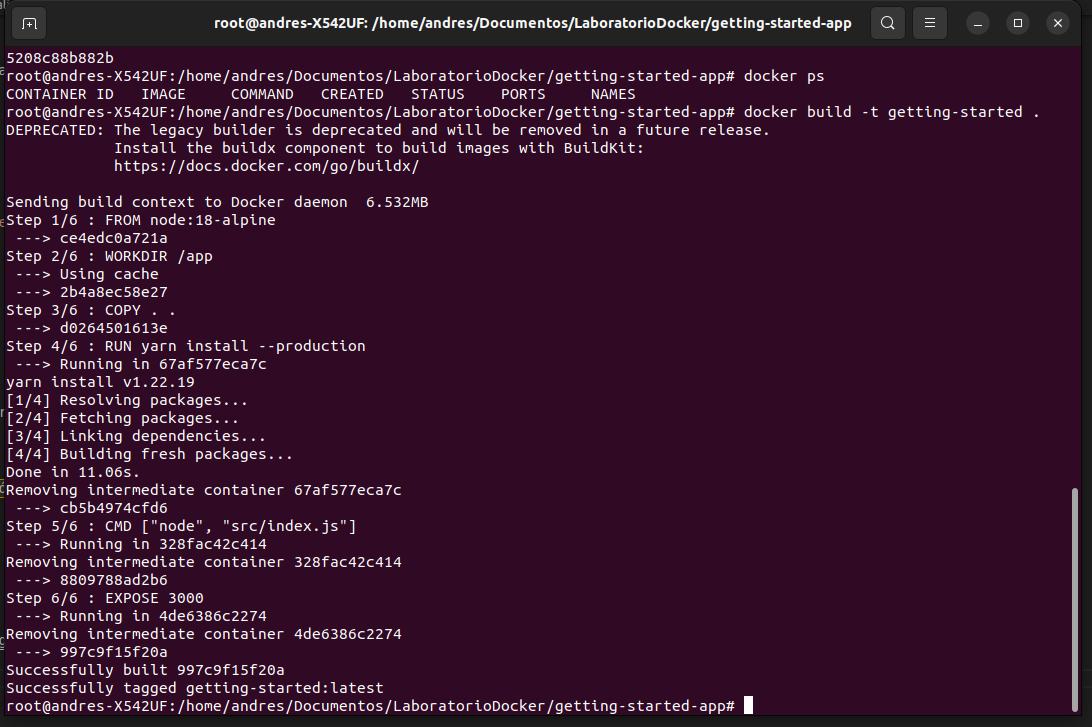 root@andres-X542UF: /home/andres/Documentos/LaboratorioDocker/getting-started-app
5208c88b882b
root@andres-X542UF:/home/andres/Documentos/LaboratorioDocker/getting-started-app# docker ps
CONTAINER ID   IMAGE     COMMAND   CREATED   STATUS    PORTS     NAMES
root@andres-X542UF:/home/andres/Documentos/LaboratorioDocker/getting-started-app# docker build -t getting-started .
DEPRECATED: The legacy builder is deprecated and will be removed in a future release.
            Install the buildx component to build images with BuildKit:
            https://docs.docker.com/go/buildx/

Sending build context to Docker daemon  6.532MB
Step 1/6 : FROM node:18-alpine
 ---> ce4edc0a721a
Step 2/6 : WORKDIR /app
 ---> Using cache
 ---> 2b4a8ec58e27
Step 3/6 : COPY . .
 ---> d0264501613e
Step 4/6 : RUN yarn install --production
 ---> Running in 67af577eca7c
yarn install v1.22.19
[1/4] Resolving packages...
[2/4] Fetching packages...
[3/4] Linking dependencies...
[4/4] Building fresh packages...
Done in 11.06s.
Removing intermediate container 67af577eca7c
 ---> cb5b4974cfd6
Step 5/6 : CMD ["node", "src/index.js"]
 ---> Running in 328fac42c414
Removing intermediate container 328fac42c414
 ---> 8809788ad2b6
Step 6/6 : EXPOSE 3000
 ---> Running in 4de6386c2274
Removing intermediate container 4de6386c2274
 ---> 997c9f15f20a
Successfully built 997c9f15f20a
Successfully tagged getting-started:latest
root@andres-X542UF:/home/andres/Documentos/LaboratorioDocker/getting-started-app#